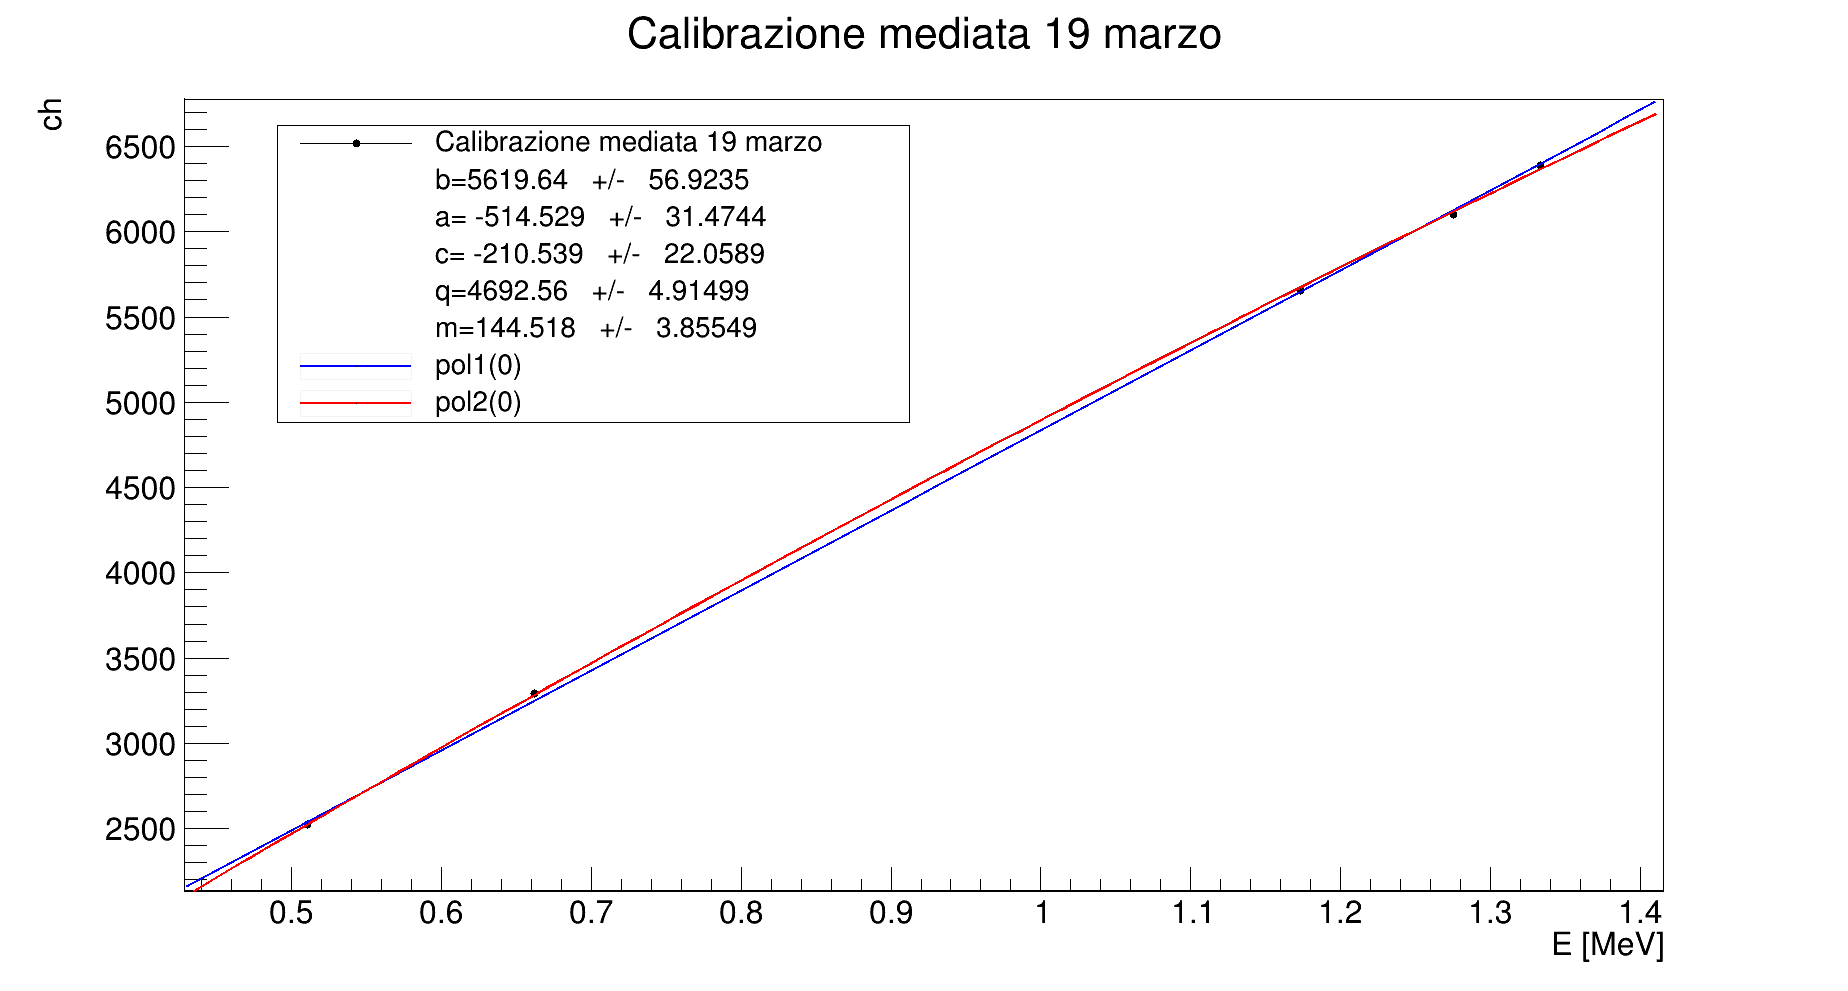 Calibrazione mediata 19 marzo
ch
6500
6000
5500
5000
4500
4000
3500
3000
2500
Calibrazione mediata 19 marzo
b=5619.64 +/- 56.9235
a= -514.529 +/- 31.4744
c= -210.539 +/- 22.0589
q=4692.56 +/- 4.91499
m=144.518 +/- 3.85549
pol1(0)
pol2(0)
0.5 0.6 0.7 0.8 0.9 1 1.1 1.2 1.3 1.4
E [MeV]